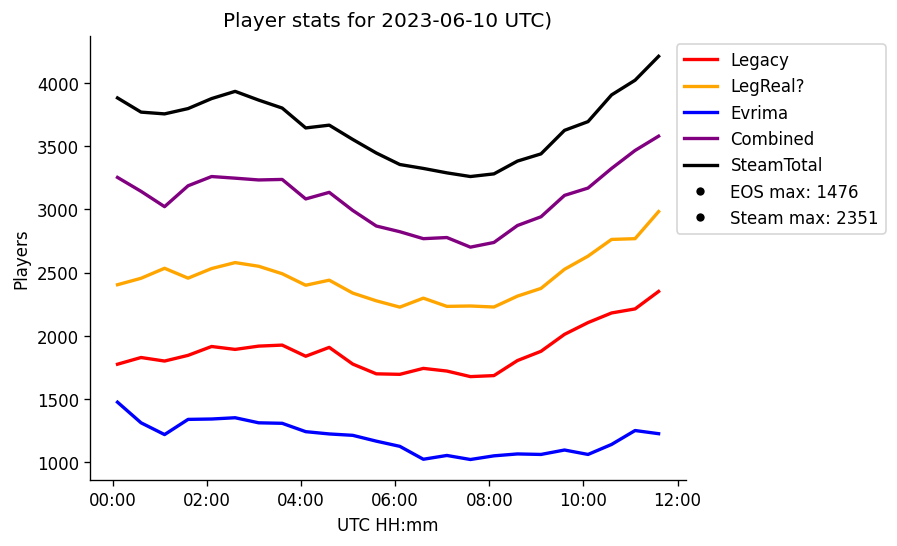 Player stats for 2023-06-10 UTC)
Legacy
LegReal?
Evrima
Combined
SteamTotal
EOS max: 1476
Steam max: 2351
Players
4000
3500
3000
2500
2000
1500
1000
00:00 02:00 04:00 06:00 08:00 10:00 12:00
UTC HH:mm